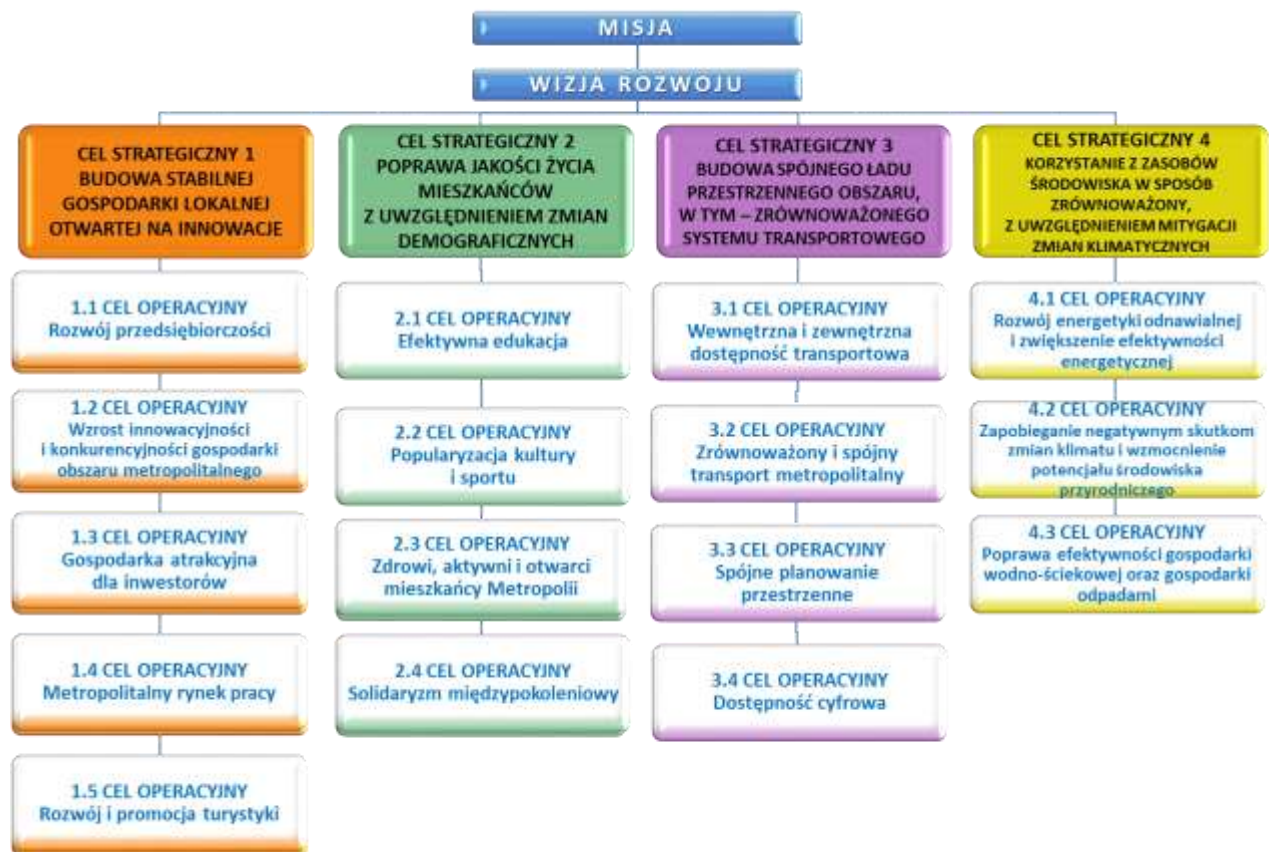 MISJA
WIZJA ROZWOJU
CEL STRATEGICZNY 1
BUDOWA STABILNEJ
GOSPODARKI LOKALNEJ
OTWARTEJ NA INNOWACJE
1.1 CEL OPERACYJNY
Rozwój przedsiębiorczości
1.2 CEL OPERACYJNY
Wzrost innowacyjności
i konkurencyjności gospodarki
obszaru metropolitalnego
1.3 CEL OPERACYJNY
Gospodarka atrakcyjna
dla inwestorów
1.4 CEL OPERACYJNY
Metropolitalny rynek pracy
1.5 CEL OPERACYJNY
Rozwój i promocja turystyki
CEL STRATEGICZNY 2
POPRAWA JAKOŚCI ŻYCIA
MIESZKAŃCÓW
Z UWZGLĘDNIENIEM ZMIAN
DEMOGRAFICZNYCH
2.1 CEL OPERACYJNY
Efektywna edukacja
2.2 CEL OPERACYJNY
Popularyzacja kultury
i sportu
2.3 CEL OPERACYJNY
Zdrowi, aktywni i otwarci
mieszkańcy Metropolii
2.4 CEL OPERACYJNY
Solidaryzm międzypokoleniowy
CEL STRATEGICZNY 3
BUDOWA SPÓJNEGO ŁADU
PRZESTRZENNEGO OBSZARU,
W TYM – ZRÓWNOWAŻONEGO
SYSTEMU TRANSPORTOWEGO
3.1 CEL OPERACYJNY
Wewnętrzna i zewnętrzna
dostępność transportowa
3.2 CEL OPERACYJNY
Zrównoważony i spójny
transport metropolitalny
3.3 CEL OPERACYJNY
Spójne planowanie
przestrzenne
3.4 CEL OPERACYJNY
Dostępność cyfrowa
CEL STRATEGICZNY 4
KORZYSTANIE Z ZASOBÓW
ŚRODOWISKA W SPOSÓB
ZRÓWNOWAŻONY,
Z UWZGLĘDNIENIEM MITYGACJI
ZMIAN KLIMATYCZNYCH
4.1 CEL OPERACYJNY
Rozwój energetyki odnawialnej
i zwiększenie efektywności
energetycznej
4.2 CEL OPERACYJNY
Zapobieganie negatywnym skutkom
zmian klimatu i wzmocnienie
potencjału środowiska
przyrodniczego
4.3 CEL OPERACYJNY
Poprawa efektywności gospodarki
wodno-ściekowej oraz gospodarki
odpadami